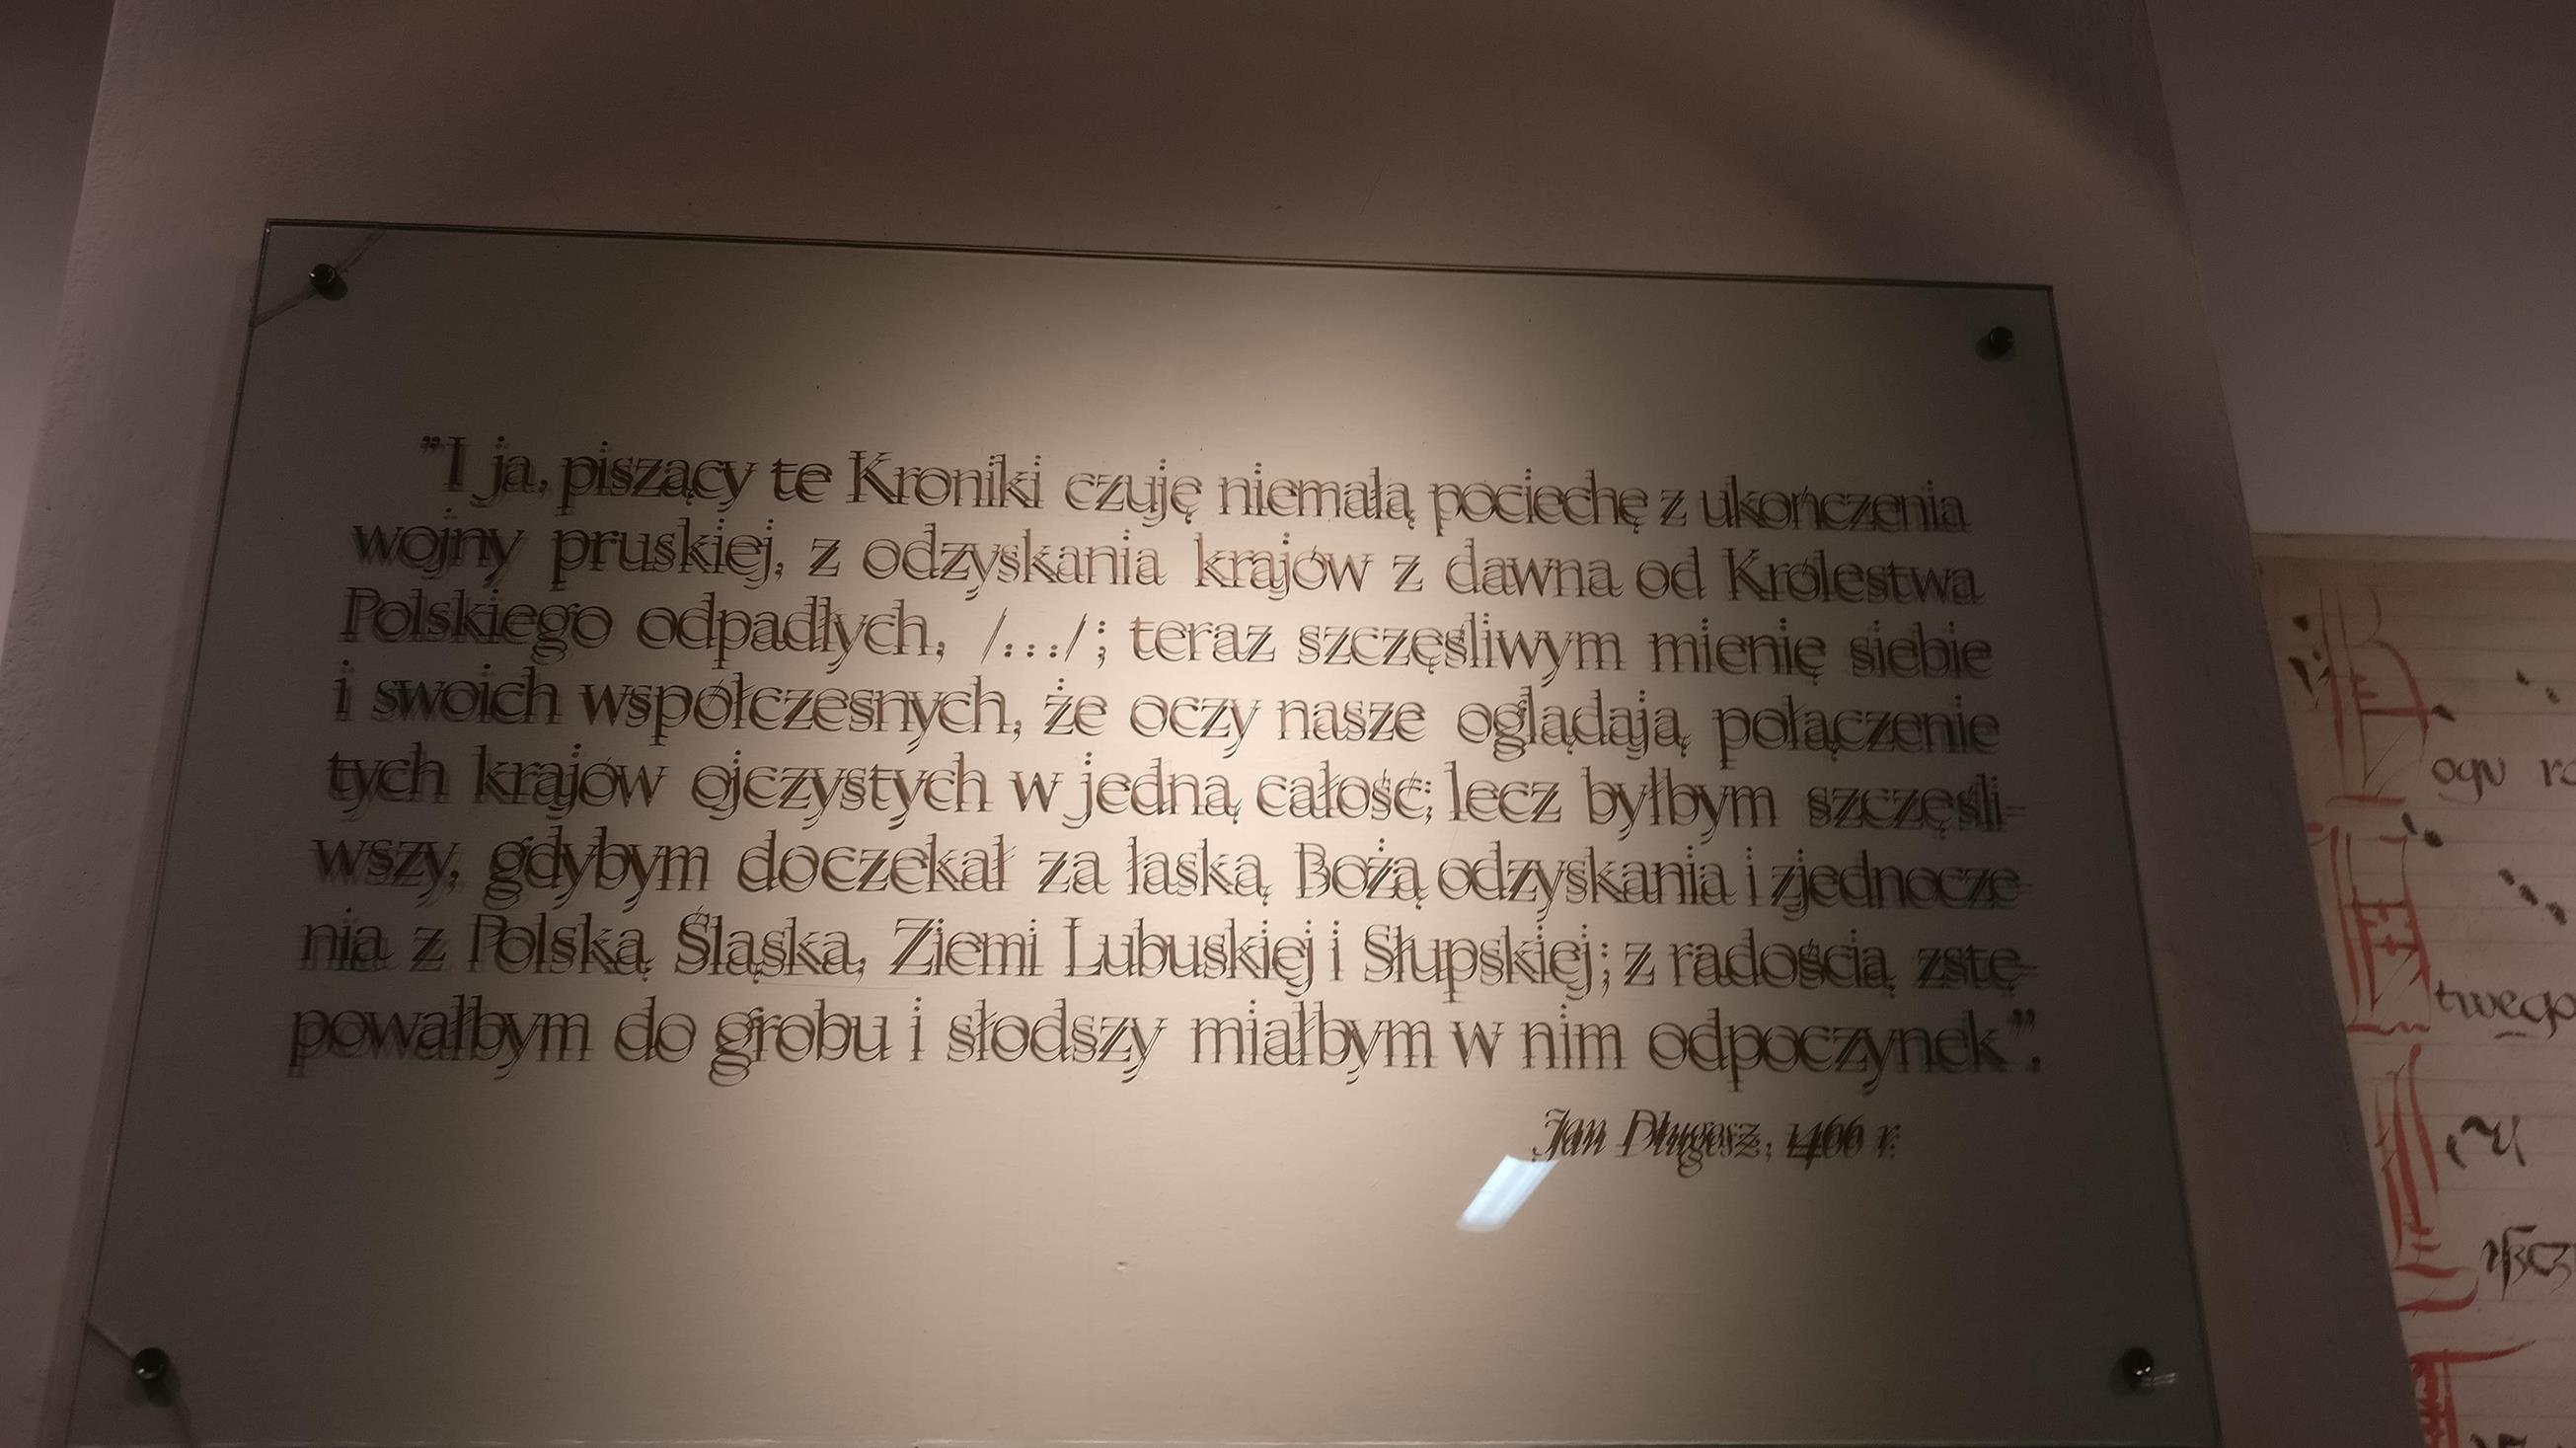 "I ja, piszący te Kroniki czuję niemałą pociechę z ukończenia
wojny pruskiej, z odzyskania krajów z dawna od Królestwa
Polskiego odpadłych, /.../; teraz szczęśliwym mienię siebie
i swoich współczesnych, że oczy nasze oglądają połączenie
tych krajów ojczystych w jedną całość; lecz byłbym szczęśli-
wszy, gdybym doczekał za łaską Bożą odzyskania i zjednocze-
nia z Polską Śląska, Ziemi Lubuskiej i Słupskiej; z radością zstę-
powałbym do grobu i słodszy miałbym w nim odpoczynek".
Jan Długosz, 1466 r.
twego